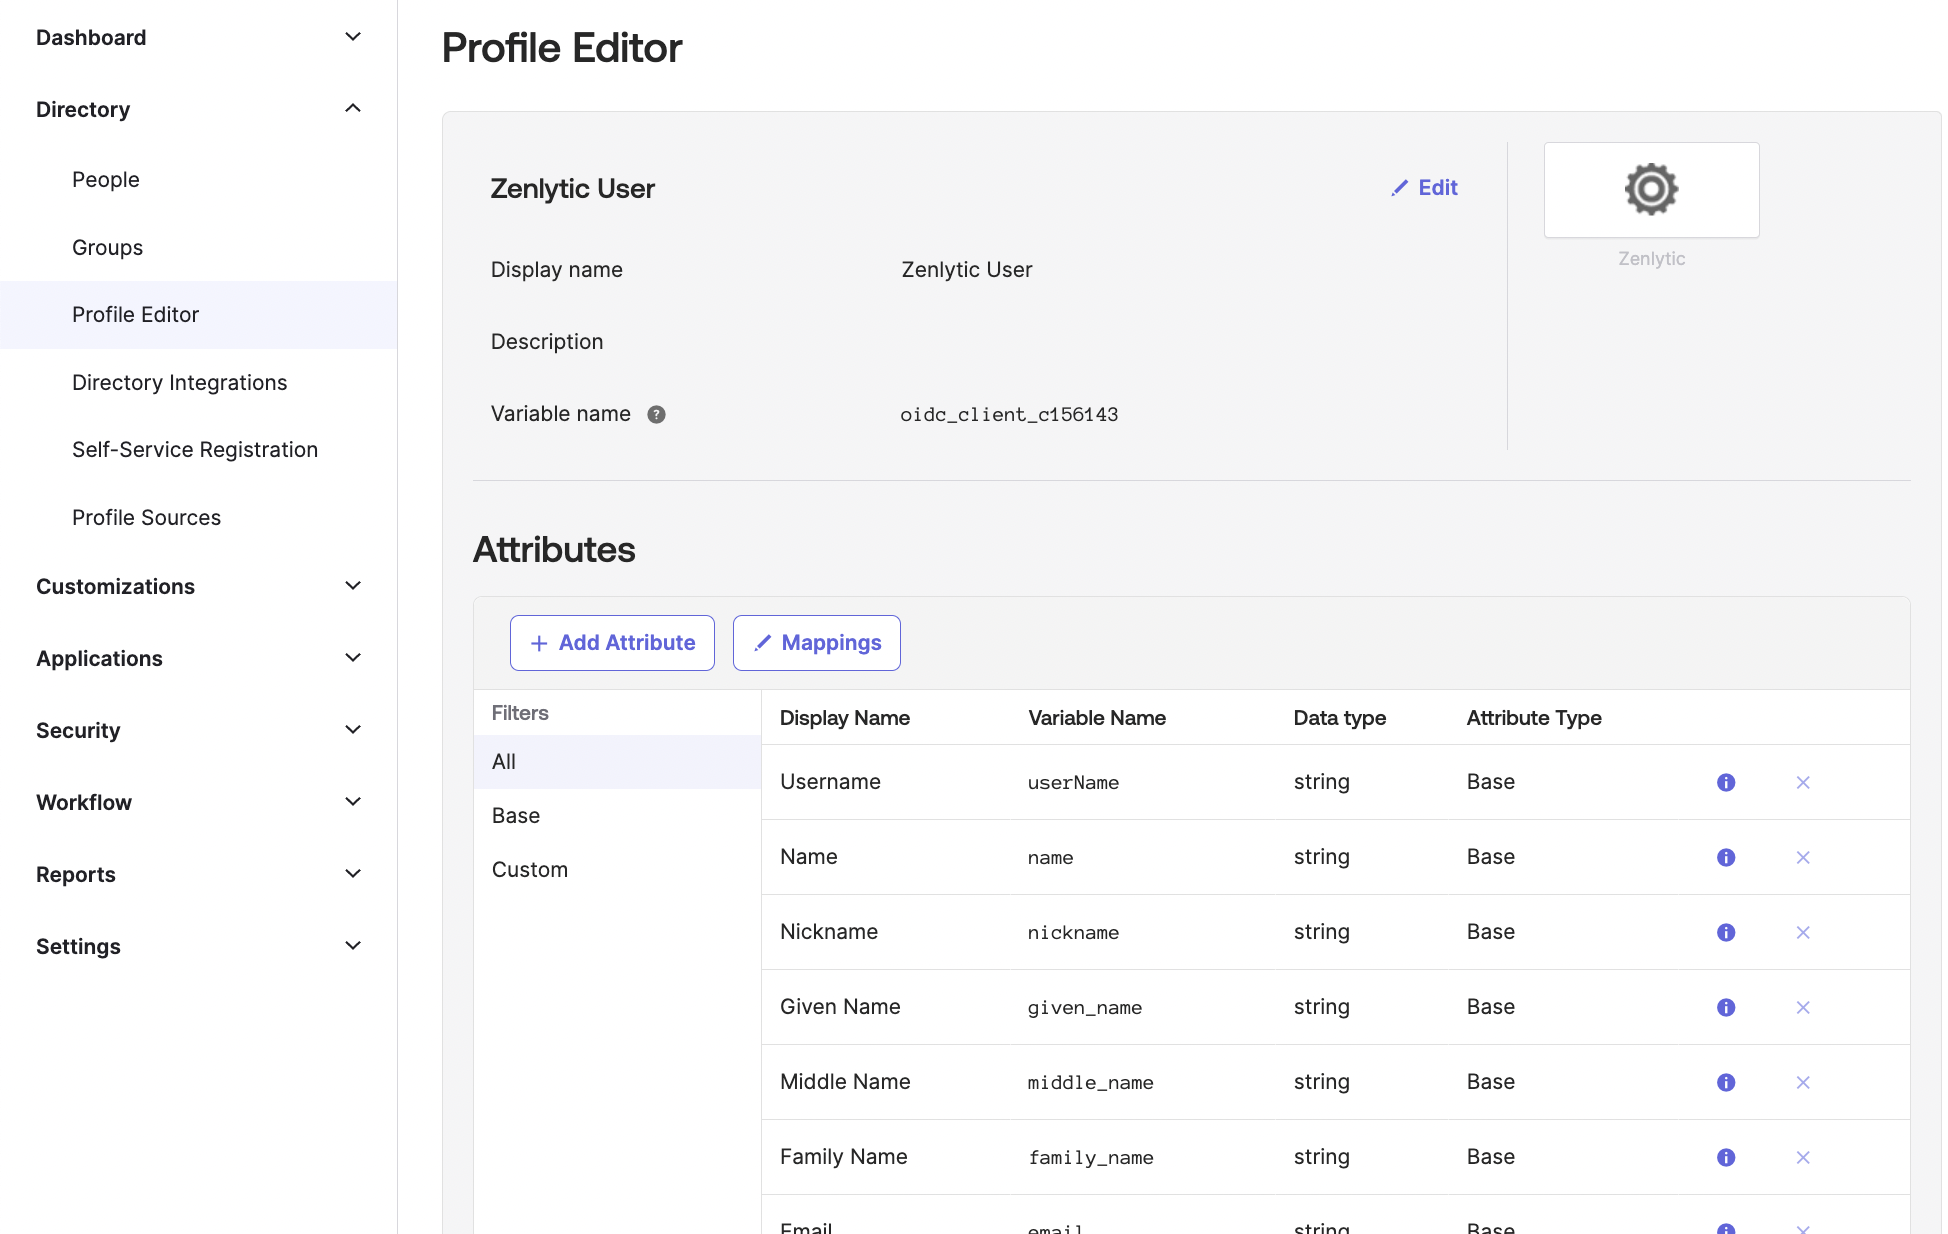 Dashboard
Directory
People
Groups
Profile Editor
Directory Integrations
Self-Service Registration
Profile Sources
Customizations
Applications
Security
Workflow
Reports
Settings
Profile Editor
Zenlytic User
Edit
Display name Zenlytic User
Description
Variable name ? oidc_client_c156143
Zenlytic
Attributes
+ Add Attribute Mappings
Filters
All
Base
Custom
Display Name Variable Name Data type Attribute Type
Username userName string Base
Name name string Base
Nickname nickname string Base
Given Name given_name string Base
Middle Name middle_name string Base
Family Name family_name string Base
Email email string Base